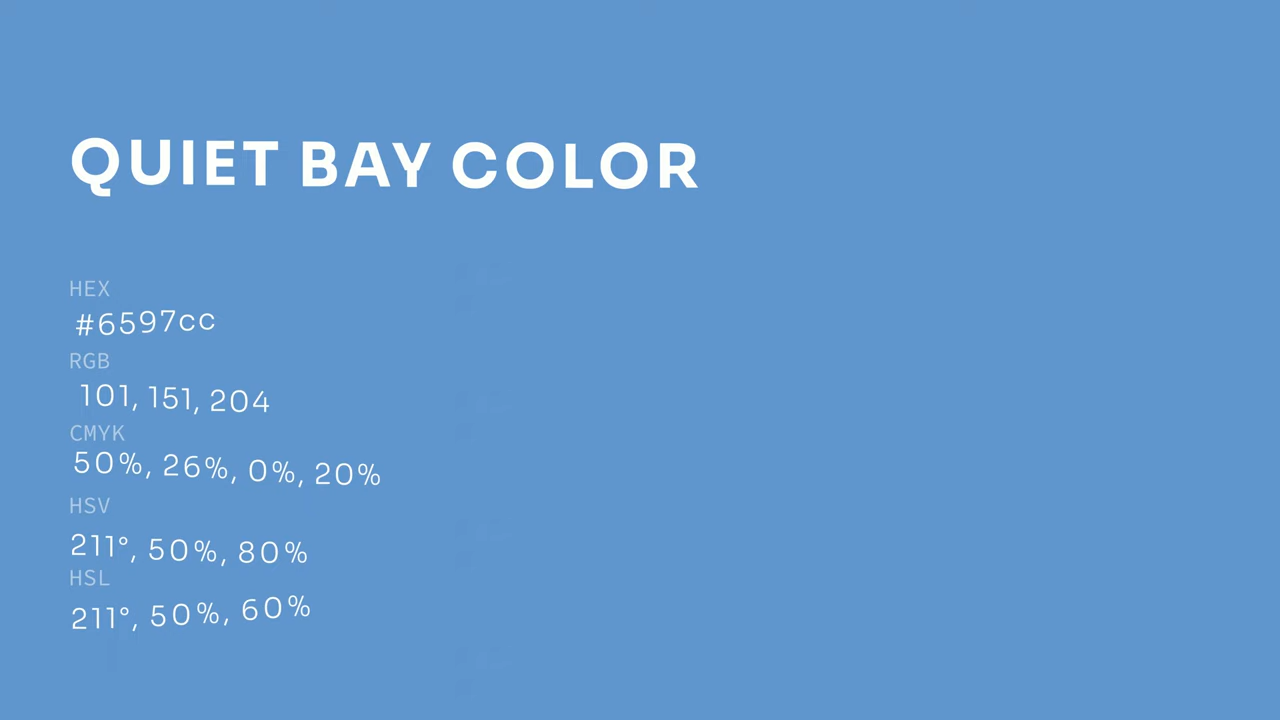 QUIET BAY COLOR
HEX
#6597cc
RGB
101, 151, 204
CMYK
50%, 26%, 0%, 20%
HSV
211°, 50%, 80%
HSL
211°, 50%, 60%